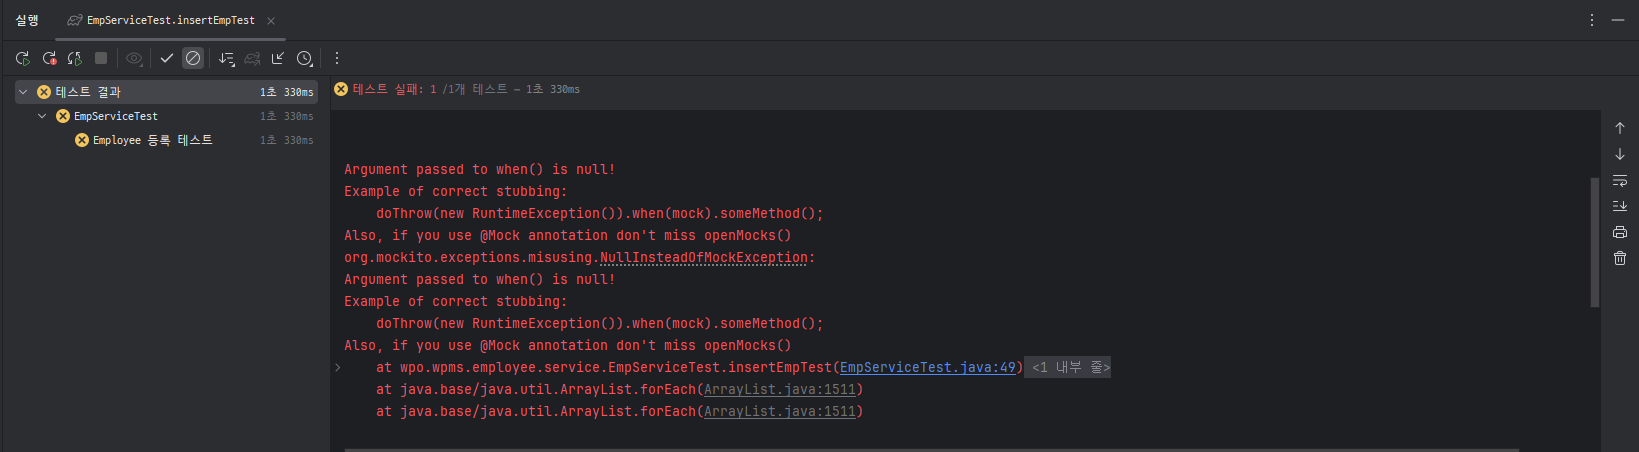 실행
EmpServiceTest.insertEmpTest
테스트 결과 1초 330ms
EmpServiceTest 1초 330ms
Employee 등록 테스트 1초 330ms
테스트 실패: 1 /1개 테스트 – 1초 330ms
Argument passed to when() is null!
Example of correct stubbing:
doThrow(new RuntimeException()).when(mock).someMethod();
Also, if you use @Mock annotation don't miss openMocks()
org.mockito.exceptions.misusing.NullInsteadOfMockException:
Argument passed to when() is null!
Example of correct stubbing:
doThrow(new RuntimeException()).when(mock).someMethod();
Also, if you use @Mock annotation don't miss openMocks()
at wpo.wpms.employee.service.EmpServiceTest.insertEmpTest(EmpServiceTest.java:49) <1 내부 줄>
at java.base/java.util.ArrayList.forEach(ArrayList.java:1511)
at java.base/java.util.ArrayList.forEach(ArrayList.java:1511)